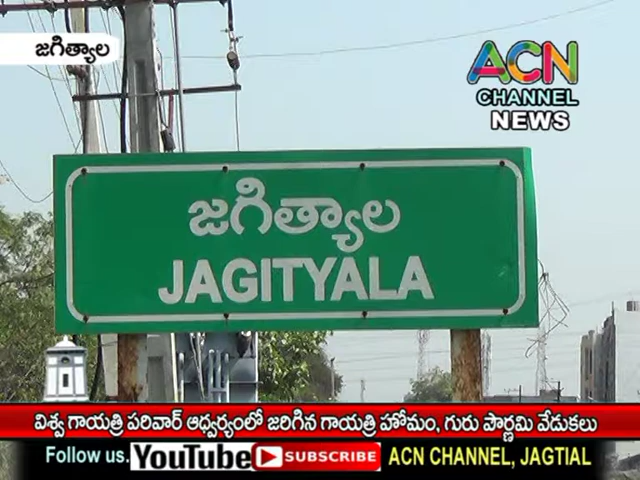 జగిత్యాల
ACN
CHANNEL
NEWS
జగిత్యాల
JAGITYALA
విశ్వ గాయత్రి పరివార్ ఆధ్వర్యంలో జరిగిన గాయత్రి హోమం, గురు పౌర్ణమి వేడుకలు
Follow us. YouTube SUBSCRIBE ACN CHANNEL, JAGTIAL